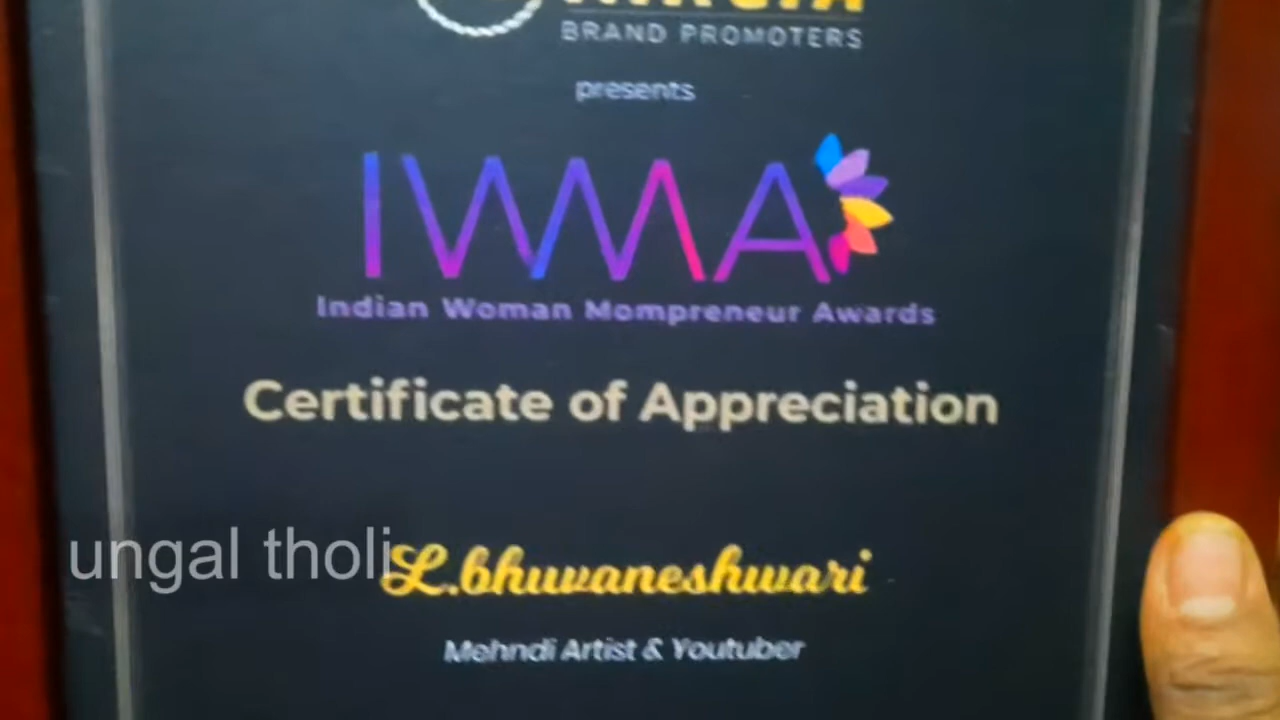 BRAND PROMOTERS
presents
IWMA
Indian Woman Mompreneur Awards
Certificate of Appreciation
ungal tholi
L.bhuvaneshwari
Mehndi Artist & Youtuber